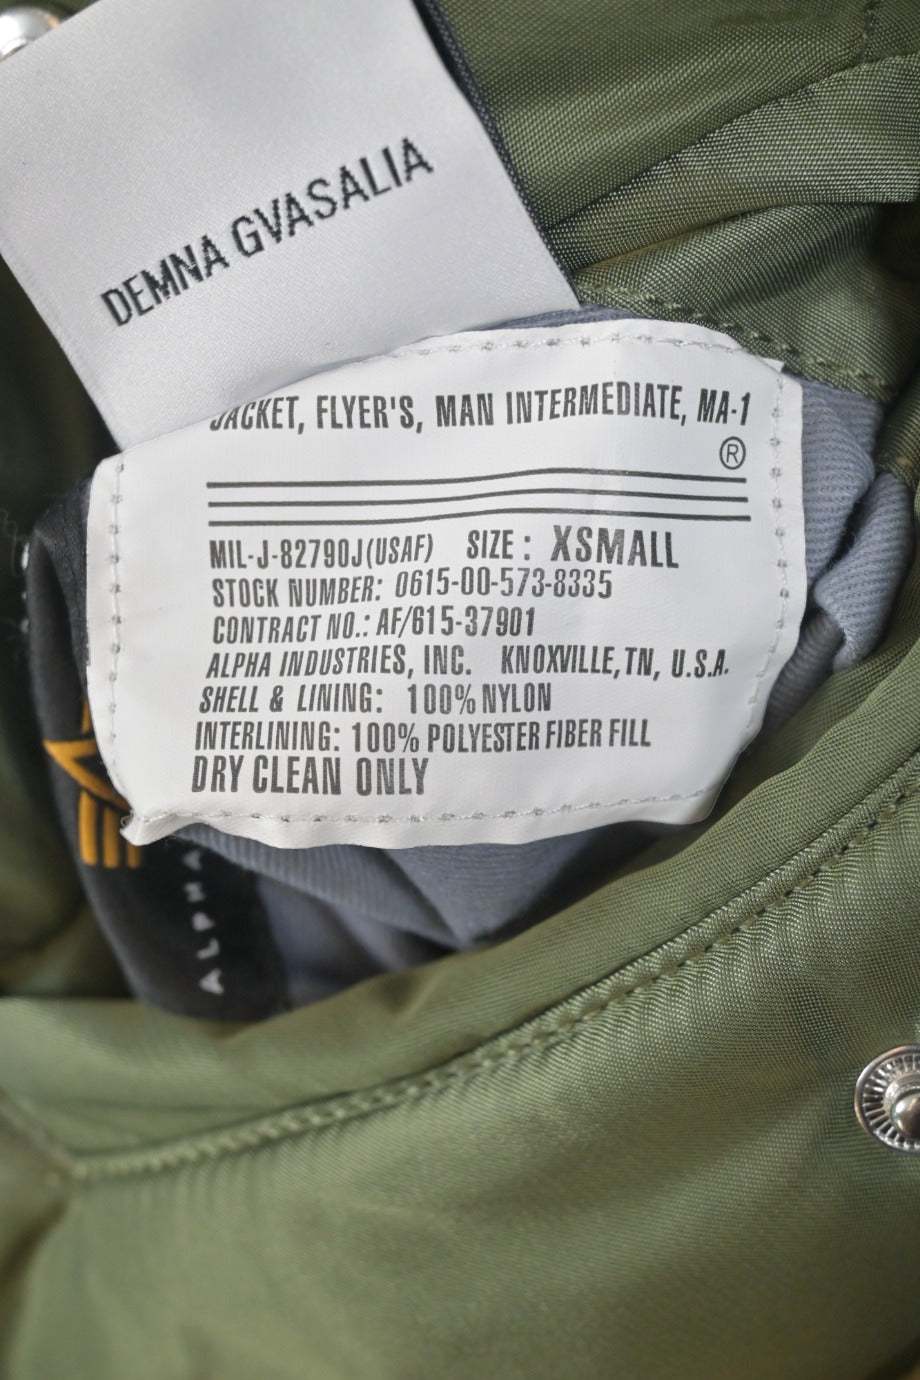 DEMNA GVASALIA
JACKET, FLYER'S, MAN INTERMEDIATE, MA-1
®
MIL-J-82790J(USAF) SIZE: XSMALL
STOCK NUMBER: 0615-00-573-8335
CONTRACT NO.: AF/615-37901
ALPHA INDUSTRIES, INC. KNOXVILLE, TN, U.S.A.
SHELL & LINING: 100% NYLON
INTERLINING: 100% POLYESTER FIBER FILL
DRY CLEAN ONLY
ALPHA